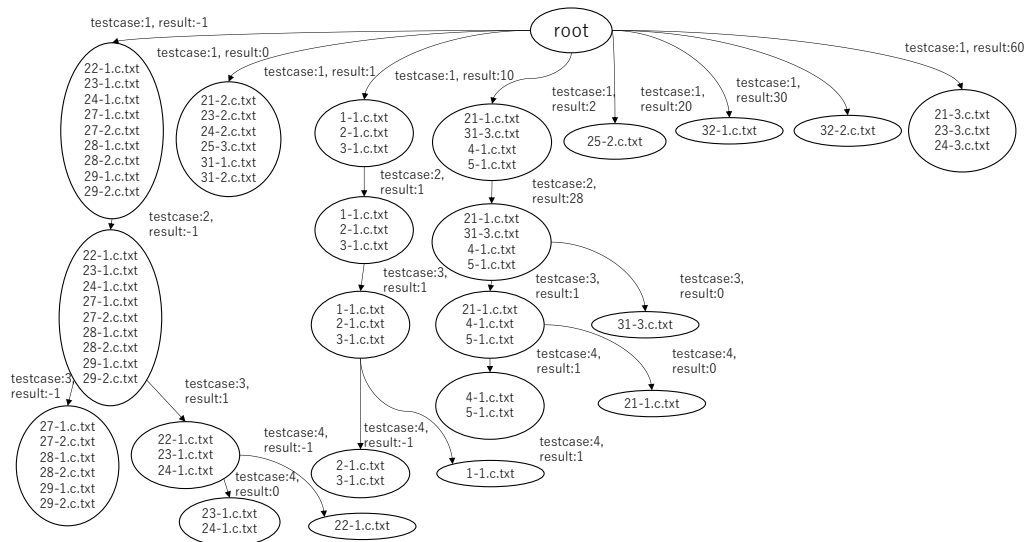 root
testcase:1, result:-1
testcase:1, result:0
testcase:1, result:1
testcase:1, result:10
testcase:1,
result:2
testcase:1,
result:20
testcase:1,
result:30
testcase:1, result:60
22-1.c.txt
23-1.c.txt
24-1.c.txt
27-1.c.txt
27-2.c.txt
28-1.c.txt
28-2.c.txt
29-1.c.txt
29-2.c.txt
21-2.c.txt
23-2.c.txt
24-2.c.txt
25-3.c.txt
31-1.c.txt
31-2.c.txt
1-1.c.txt
2-1.c.txt
3-1.c.txt
21-1.c.txt
31-3.c.txt
4-1.c.txt
5-1.c.txt
25-2.c.txt
32-1.c.txt
32-2.c.txt
21-3.c.txt
23-3.c.txt
24-3.c.txt
testcase:2,
result:-1
testcase:2,
result:1
testcase:2,
result:28
22-1.c.txt
23-1.c.txt
24-1.c.txt
27-1.c.txt
27-2.c.txt
28-1.c.txt
28-2.c.txt
29-1.c.txt
29-2.c.txt
1-1.c.txt
2-1.c.txt
3-1.c.txt
21-1.c.txt
31-3.c.txt
4-1.c.txt
5-1.c.txt
testcase:3,
result:1
testcase:3,
result:1
testcase:3,
result:0
1-1.c.txt
2-1.c.txt
3-1.c.txt
21-1.c.txt
4-1.c.txt
5-1.c.txt
31-3.c.txt
testcase:3,
result:-1
testcase:3,
result:1
testcase:4,
result:1
testcase:4,
result:0
4-1.c.txt
5-1.c.txt
21-1.c.txt
27-1.c.txt
27-2.c.txt
28-1.c.txt
28-2.c.txt
29-1.c.txt
29-2.c.txt
22-1.c.txt
23-1.c.txt
24-1.c.txt
testcase:4,
result:-1
testcase:4,
result:-1
testcase:4,
result:1
testcase:4,
result:0
2-1.c.txt
3-1.c.txt
1-1.c.txt
23-1.c.txt
24-1.c.txt
22-1.c.txt